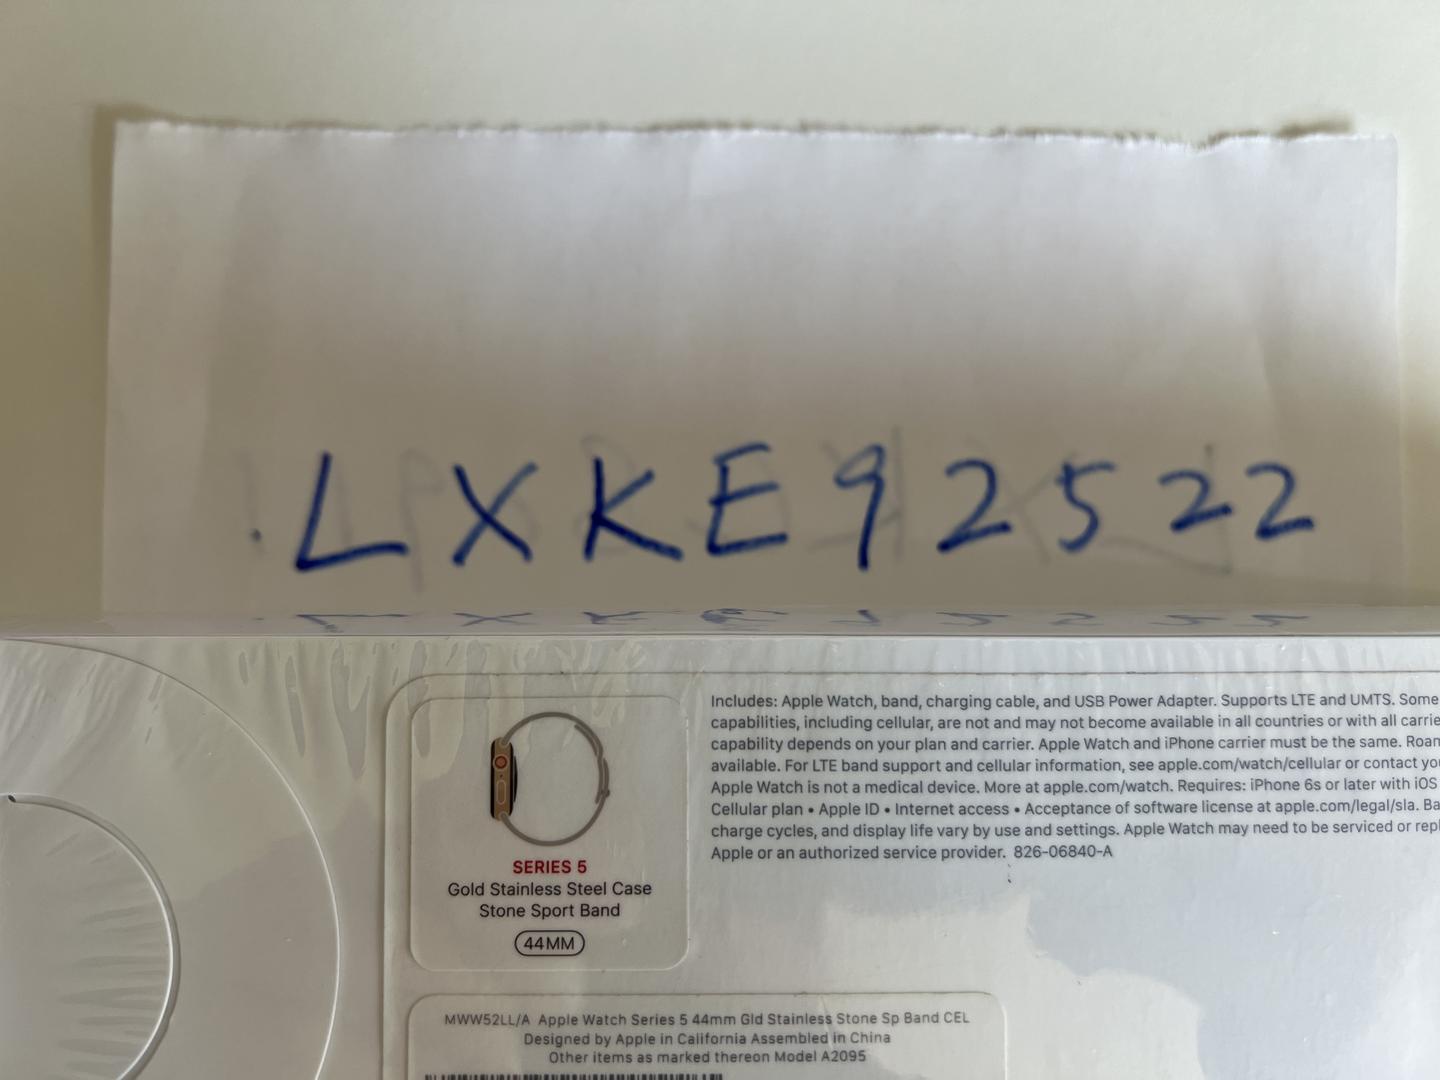 LXKE92522
Includes: Apple Watch, band, charging cable, and USB Power Adapter. Supports LTE and UMTS. Some
capabilities, including cellular, are not and may not become available in all countries or with all carrie
capability depends on your plan and carrier. Apple Watch and iPhone carrier must be the same. Roam
available. For LTE band support and cellular information, see apple.com/watch/cellular or contact you
Apple Watch is not a medical device. More at apple.com/watch. Requires: iPhone 6s or later with iOS
Cellular plan • Apple ID • Internet access • Acceptance of software license at apple.com/legal/sla. Ba
charge cycles, and display life vary by use and settings. Apple Watch may need to be serviced or repl
Apple or an authorized service provider. 826-06840-A
SERIES 5
Gold Stainless Steel Case
Stone Sport Band
44MM
MWW52LL/A Apple Watch Series 5 44mm Gld Stainless Stone Sp Band CEL
Designed by Apple in California Assembled in China
Other items as marked thereon Model A2095